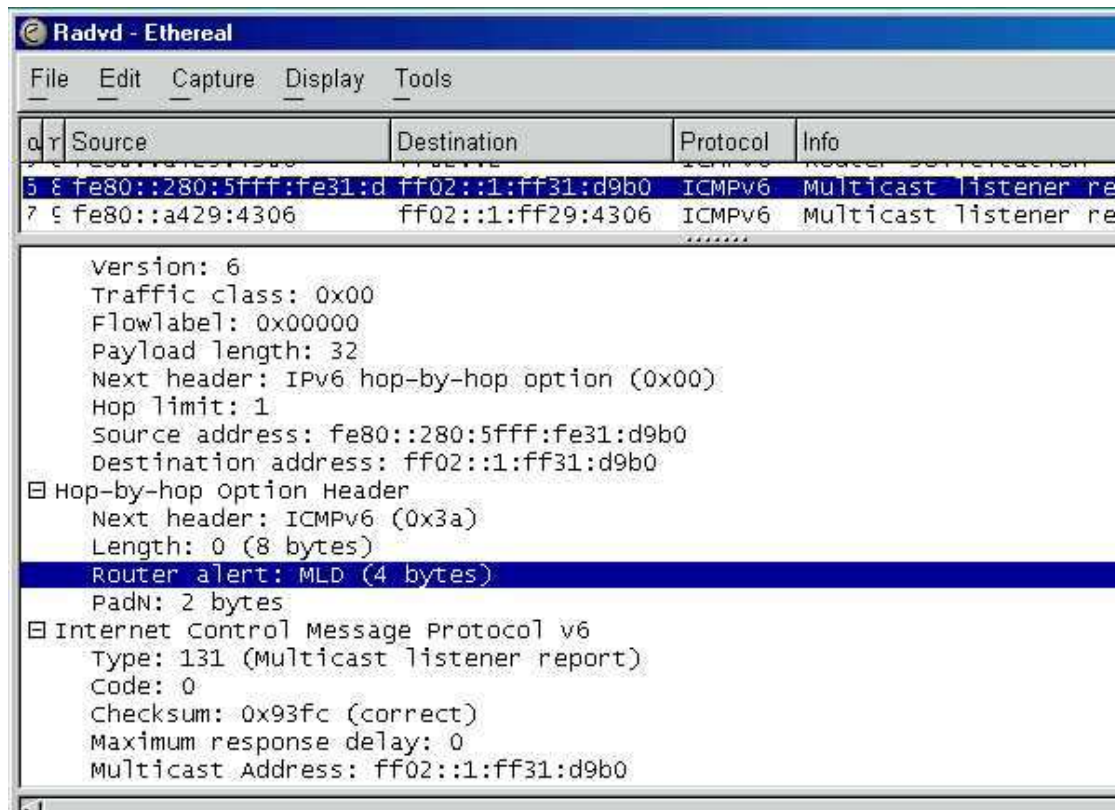 Radvd - Ethereal
File Edit Capture Display Tools
Source Destination Protocol Info
fe80::280:5fff:fe31:d ff02::1:ff31:d9b0 ICMPv6 Multicast listener re
7 fe80::a429:4306 ff02::1:ff29:4306 ICMPv6 Multicast listener re
Version: 6
Traffic class: 0x00
Flowlabel: 0x00000
Payload length: 32
Next header: IPv6 hop-by-hop option (0x00)
Hop limit: 1
Source address: fe80::280:5fff:fe31:d9b0
Destination address: ff02::1:ff31:d9b0
Hop-by-hop Option Header
Next header: ICMPv6 (0x3a)
Length: 0 (8 bytes)
Router alert: MLD (4 bytes)
PadN: 2 bytes
Internet Control Message Protocol v6
Type: 131 (Multicast listener report)
Code: 0
Checksum: 0x93fc (correct)
Maximum response delay: 0
Multicast Address: ff02::1:ff31:d9b0